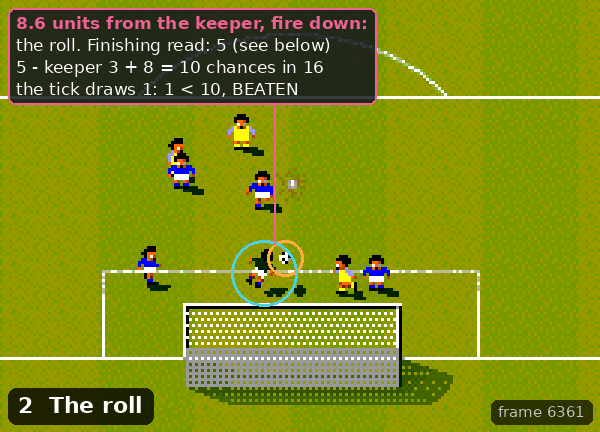 8.6 units from the keeper, fire down:
the roll. Finishing read: 5 (see below)
5 - keeper 3 + 8 = 10 chances in 16
the tick draws 1: 1 < 10, BEATEN
2 The roll
frame 6361